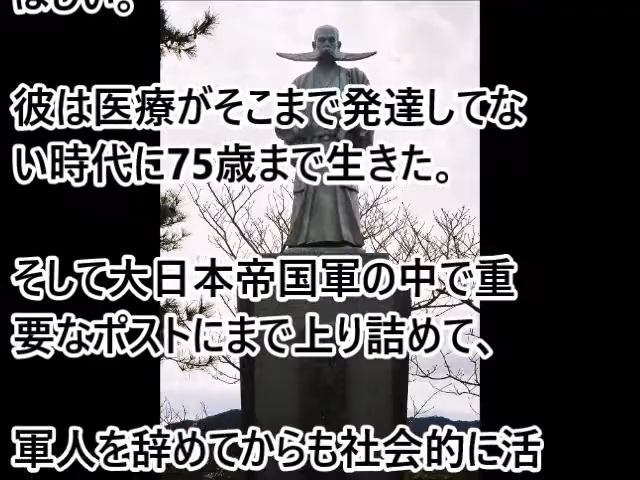 ほしい。
彼は医療がそこまで発達してな
い時代に75歳まで生きた。
そして大日本帝国軍の中で重
要なポストにまで上り詰めて、
軍人を辞めてからも社会的に活